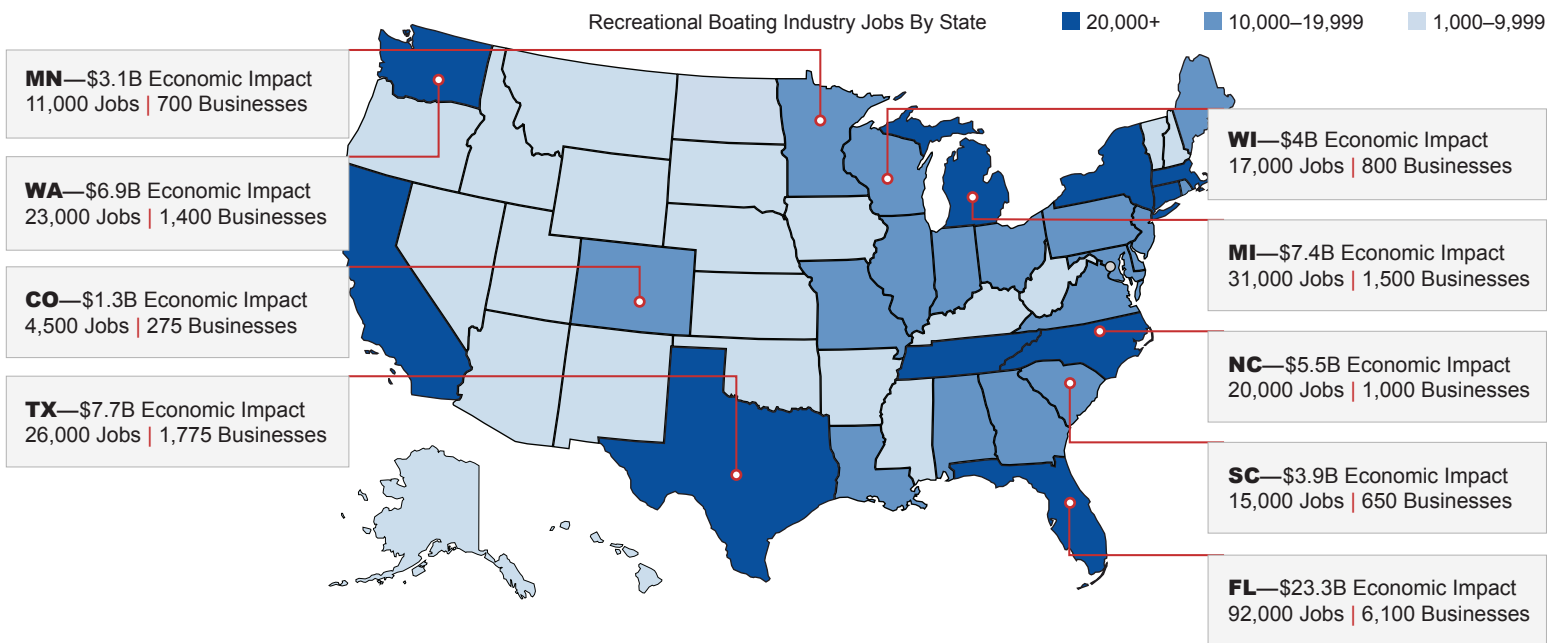 Recreational Boating Industry Jobs By State
20,000+
10,000–19,999
1,000–9,999
MN—$3.1B Economic Impact
11,000 Jobs | 700 Businesses
WA—$6.9B Economic Impact
23,000 Jobs | 1,400 Businesses
CO—$1.3B Economic Impact
4,500 Jobs | 275 Businesses
TX—$7.7B Economic Impact
26,000 Jobs | 1,775 Businesses
WI—$4B Economic Impact
17,000 Jobs | 800 Businesses
MI—$7.4B Economic Impact
31,000 Jobs | 1,500 Businesses
NC—$5.5B Economic Impact
20,000 Jobs | 1,000 Businesses
SC—$3.9B Economic Impact
15,000 Jobs | 650 Businesses
FL—$23.3B Economic Impact
92,000 Jobs | 6,100 Businesses